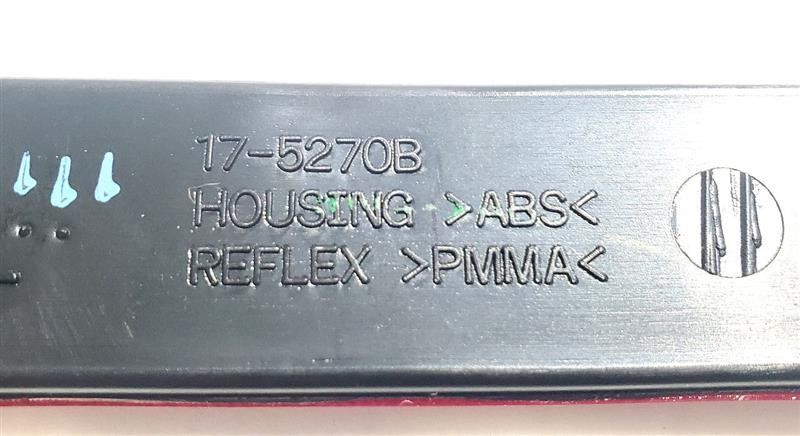 17-5270B
HOUSING >ABS<
REFLEX >PMMA<